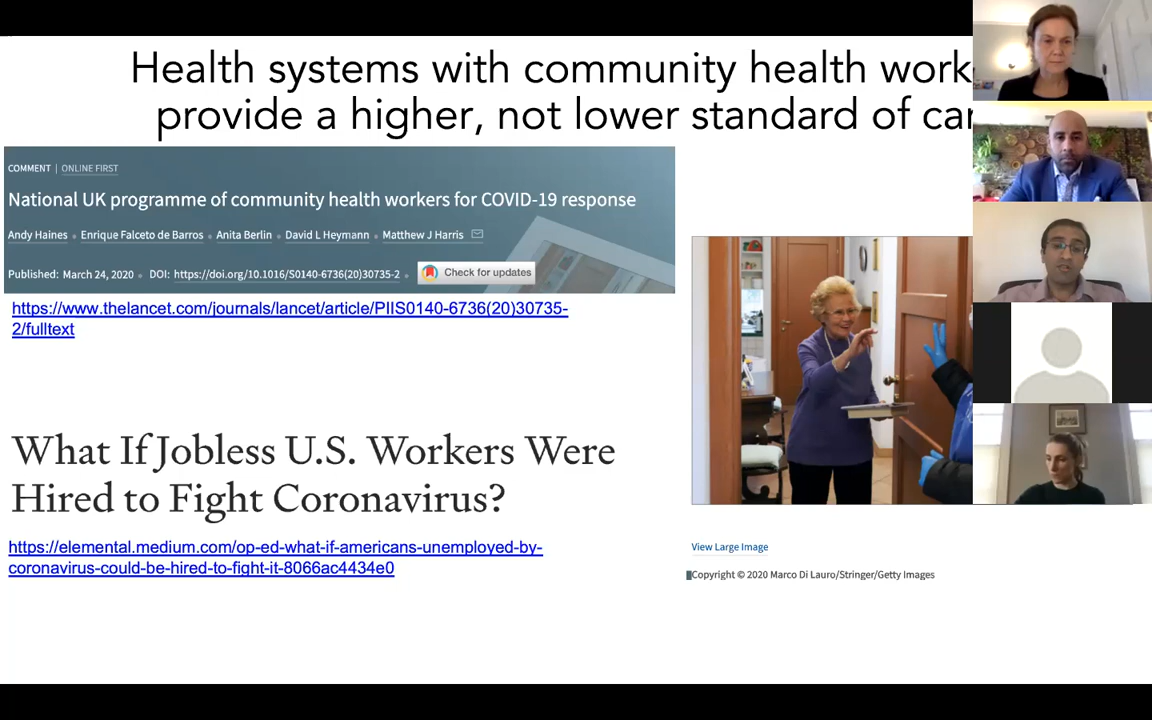 Health systems with community health work
provide a higher, not lower standard of car
COMMENT | ONLINE FIRST
National UK programme of community health workers for COVID-19 response
Andy Haines • Enrique Falceto de Barros • Anita Berlin • David L Heymann • Matthew J Harris
Published: March 24, 2020 • DOI: https://doi.org/10.1016/S0140-6736(20)30735-2 • Check for updates
https://www.thelancet.com/journals/lancet/article/PIIS0140-6736(20)30735-
2/fulltext
What If Jobless U.S. Workers Were
Hired to Fight Coronavirus?
https://elemental.medium.com/op-ed-what-if-americans-unemployed-by-
coronavirus-could-be-hired-to-fight-it-8066ac4434e0
View Large Image
Copyright © 2020 Marco Di Lauro/Stringer/Getty Images